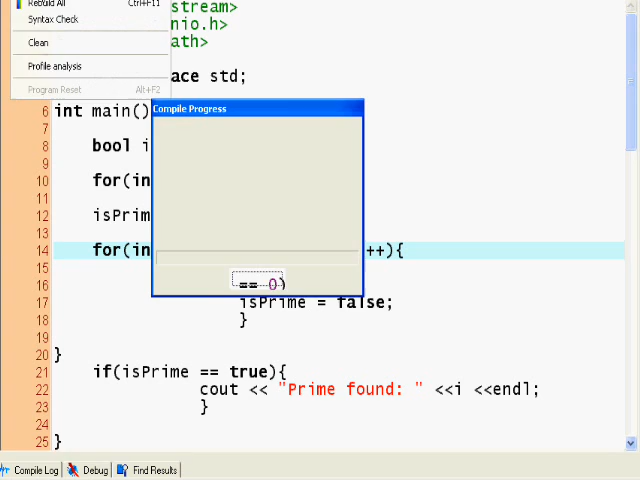 Rebuild All Ctrl+F11
Syntax Check
Clean
Profile analysis
Program Reset Alt+F2
stream>
nio.h>
ath>
ace std;
Compile Progress
6 int main()
7
8 bool i
9
10 for(in
11
12 isPrim
13
14 for(in ++){
15
16 == 0)
17 isPrime = false;
18 }
19
20 }
21 if(isPrime == true){
22 cout << "Prime found: " <<i <<endl;
23 }
24
25 }
Compile Log Debug Find Results